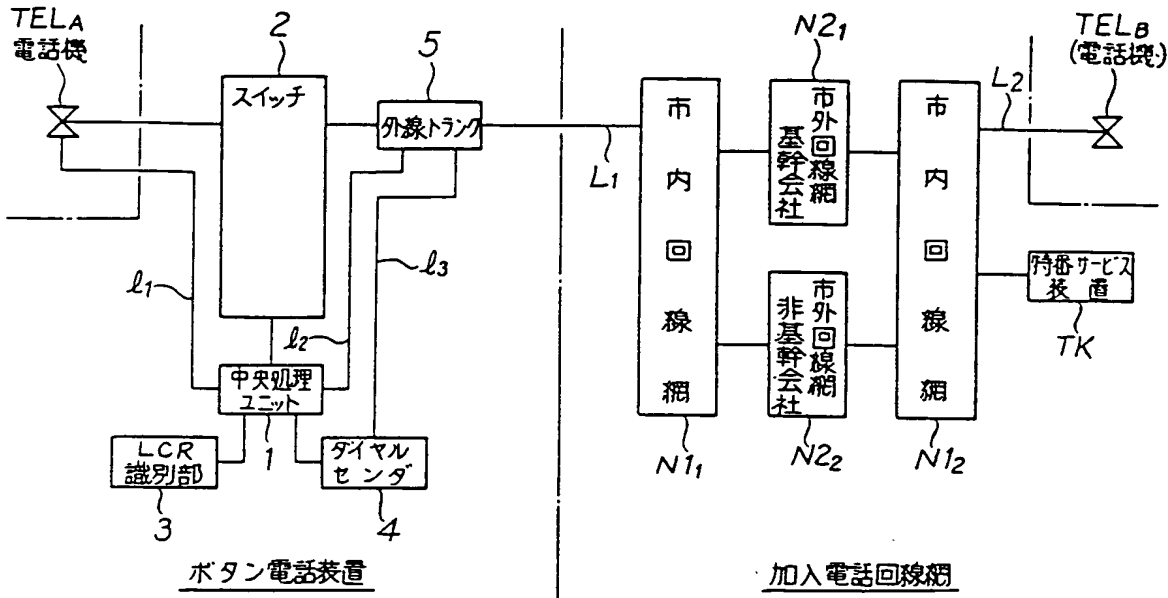 TELA
電話機
2
スイッチ
5
外線トランク
L1
l1
l2
l3
中央処理
ユニット
1
LCR
識別部
3
ダイヤル
センダ
4
ボタン電話装置
N21
市外回線網
基幹会社
市内回線網
N11
市外回線網
非基幹会社
N22
市内回線網
N12
TELB
(電話機)
L2
特番サービス
装置
TK
加入電話回線網